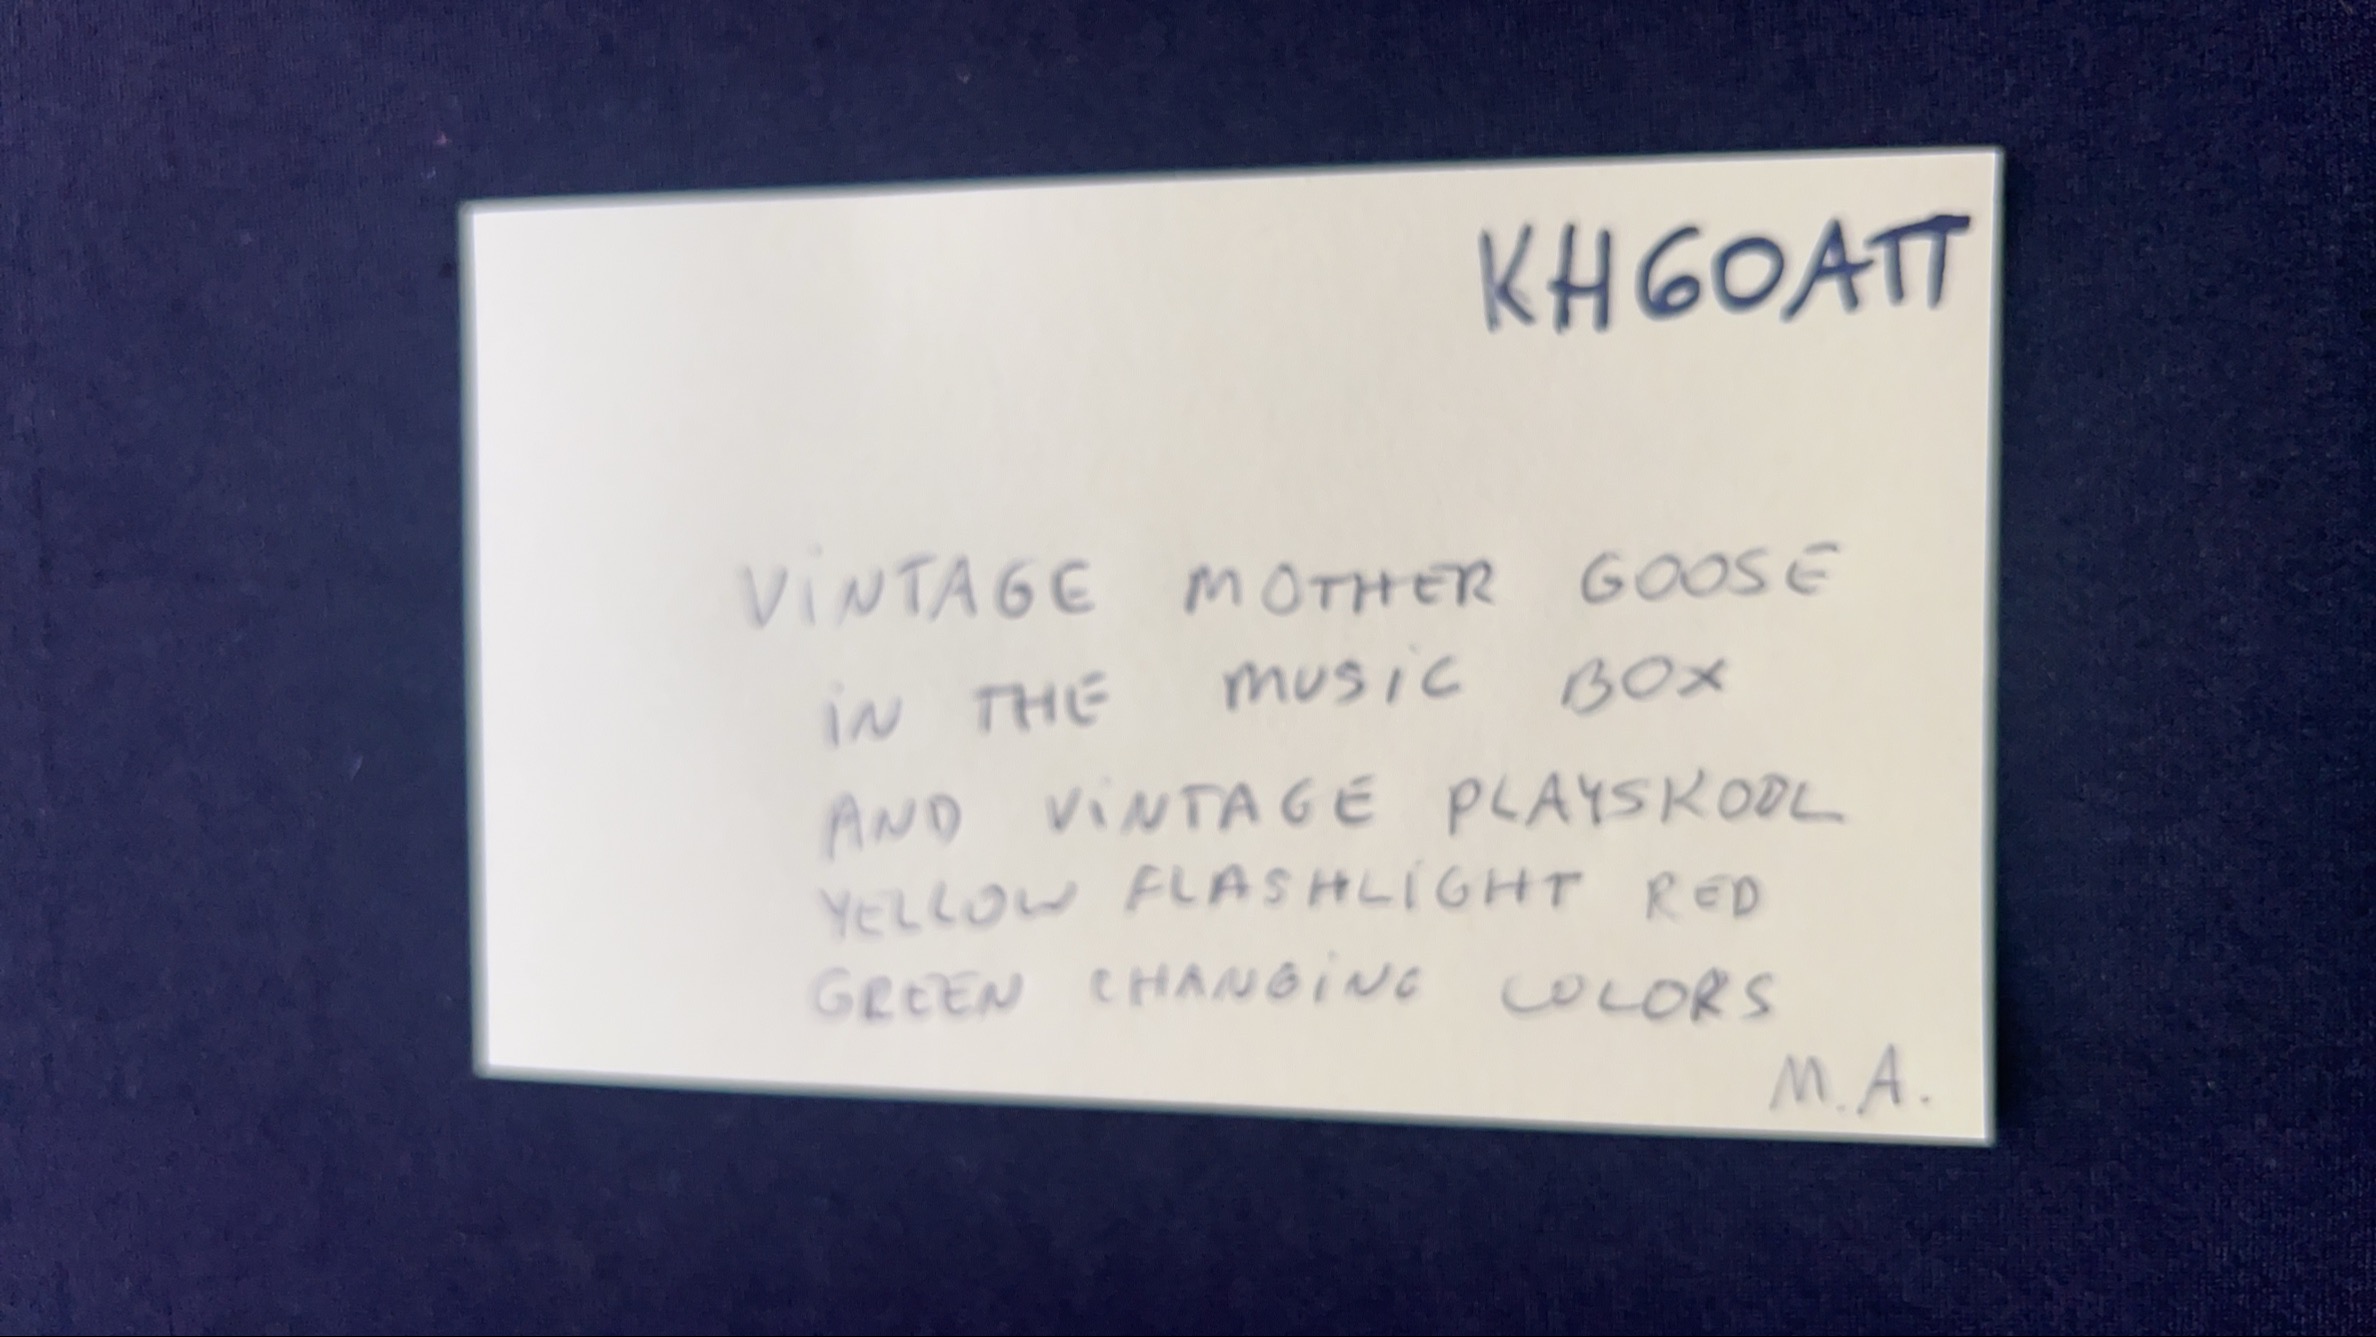 KH60ATT
VINTAGE MOTHER GOOSE
IN THE MUSIC BOX
AND VINTAGE PLAYSKOOL
YELLOW FLASHLIGHT RED
GREEN CHANGING COLORS
M.A.